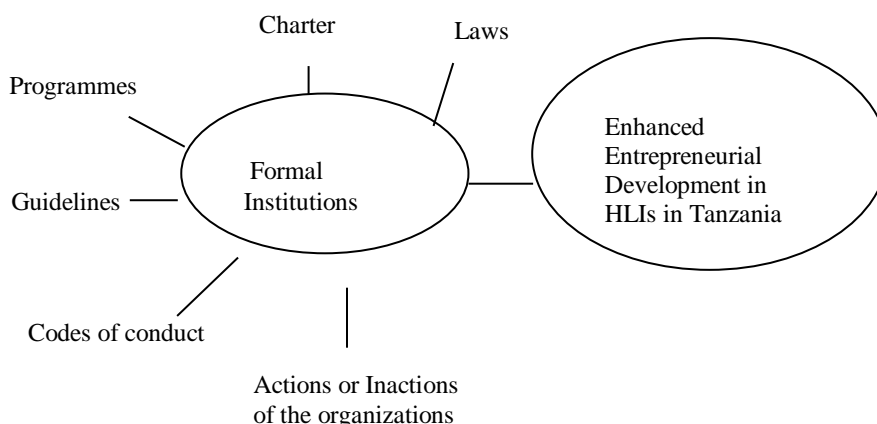 Charter
Laws
Programmes
Guidelines
Formal
Institutions
Enhanced
Entrepreneurial
Development in
HLIs in Tanzania
Codes of conduct
Actions or Inactions
of the organizations